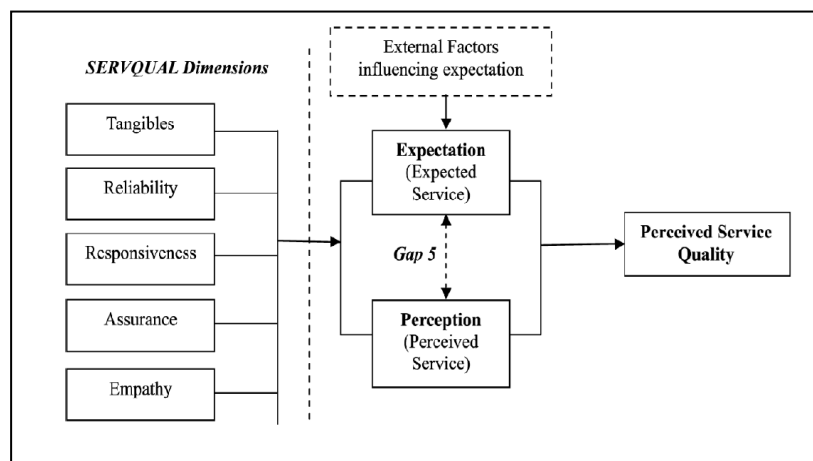 SERVQUAL Dimensions
Tangibles
Reliability
Responsiveness
Assurance
Empathy
External Factors
influencing expectation
Expectation
(Expected
Service)
Gap 5
Perception
(Perceived
Service)
Perceived Service
Quality